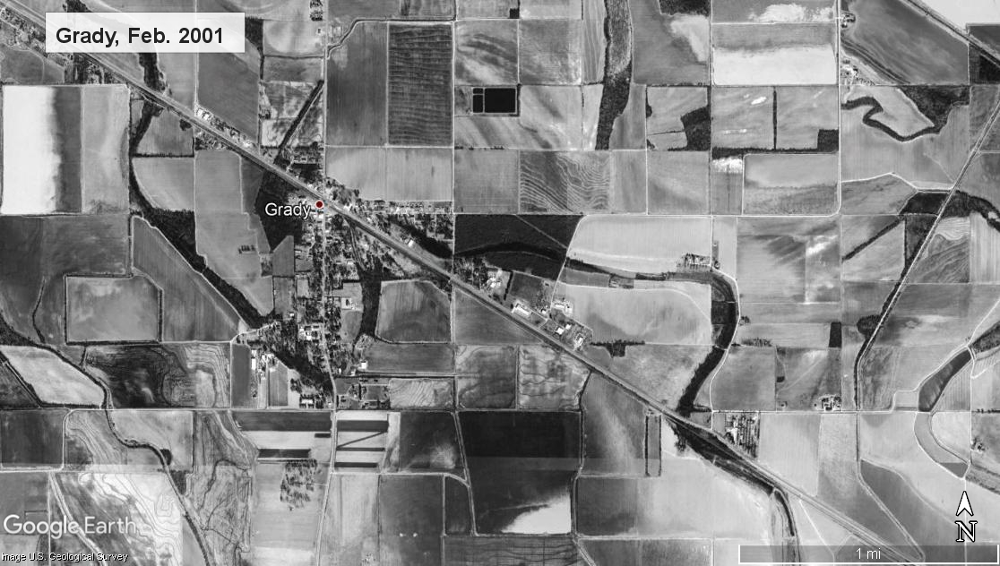 Grady, Feb. 2001
Grady
Google Earth
Image U.S. Geological Survey
1 mi
N